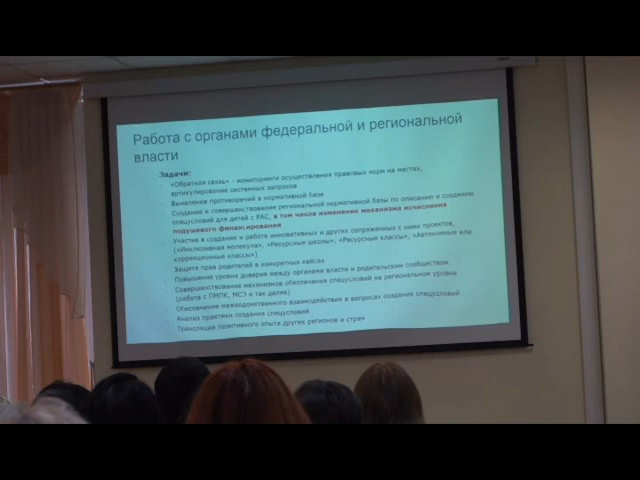 Работа с органами федеральной и региональной
власти
Задачи:
«Обратная связь» - мониторинги осуществления правовых норм на местах,
артикулирование системных запросов
Выявление противоречий в нормативной базе
Создание и совершенствование региональной нормативной базы по описанию и созданию
спецусловий для детей с РАС, в том числе изменение механизма исчисления
подушевого финансирования
Участие в создании и работе инновативных и других сопряженных с ними проектов,
(«Инклюзивная молекула», «Ресурсные школы», «Ресурсные классы», «Автономные или
коррекционные классы»)
Защита прав родителей в конкретных кейсах
Повышение уровня доверия между органами власти и родительским сообществом
Совершенствование механизмов обеспечения спецусловий на региональном уровне
(работа с ПМПК, МСЭ и так далее)
Обеспечение межведомственного взаимодействия в вопросах создания спецусловий
Анализ практики создания спецусловий
Трансляция позитивного опыта других регионов и стран